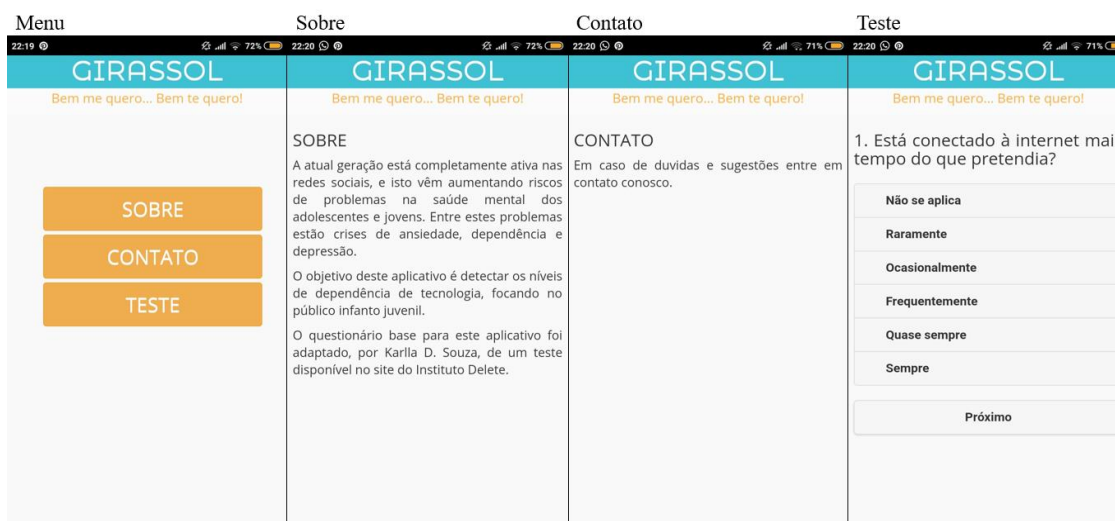 Menu
22:19
72%
GIRASSOL
Bem me quero... Bem te quero!
SOBRE
CONTATO
TESTE
Sobre
22:20
72%
GIRASSOL
Bem me quero... Bem te quero!
SOBRE
A atual geração está completamente ativa nas
redes sociais, e isto vêm aumentando riscos
de problemas na saúde mental dos
adolescentes e jovens. Entre estes problemas
estão crises de ansiedade, dependência e
depressão.
O objetivo deste aplicativo é detectar os níveis
de dependência de tecnologia, focando no
público infanto juvenil.
O questionário base para este aplicativo foi
adaptado, por Karlla D. Souza, de um teste
disponível no site do Instituto Delete.
Contato
22:20
71%
GIRASSOL
Bem me quero... Bem te quero!
CONTATO
Em caso de duvidas e sugestões entre em
contato conosco.
Teste
22:20
71%
GIRASSOL
Bem me quero... Bem te quero!
1. Está conectado à internet mai
tempo do que pretendia?
Não se aplica
Raramente
Ocasionalmente
Frequentemente
Quase sempre
Sempre
Próximo